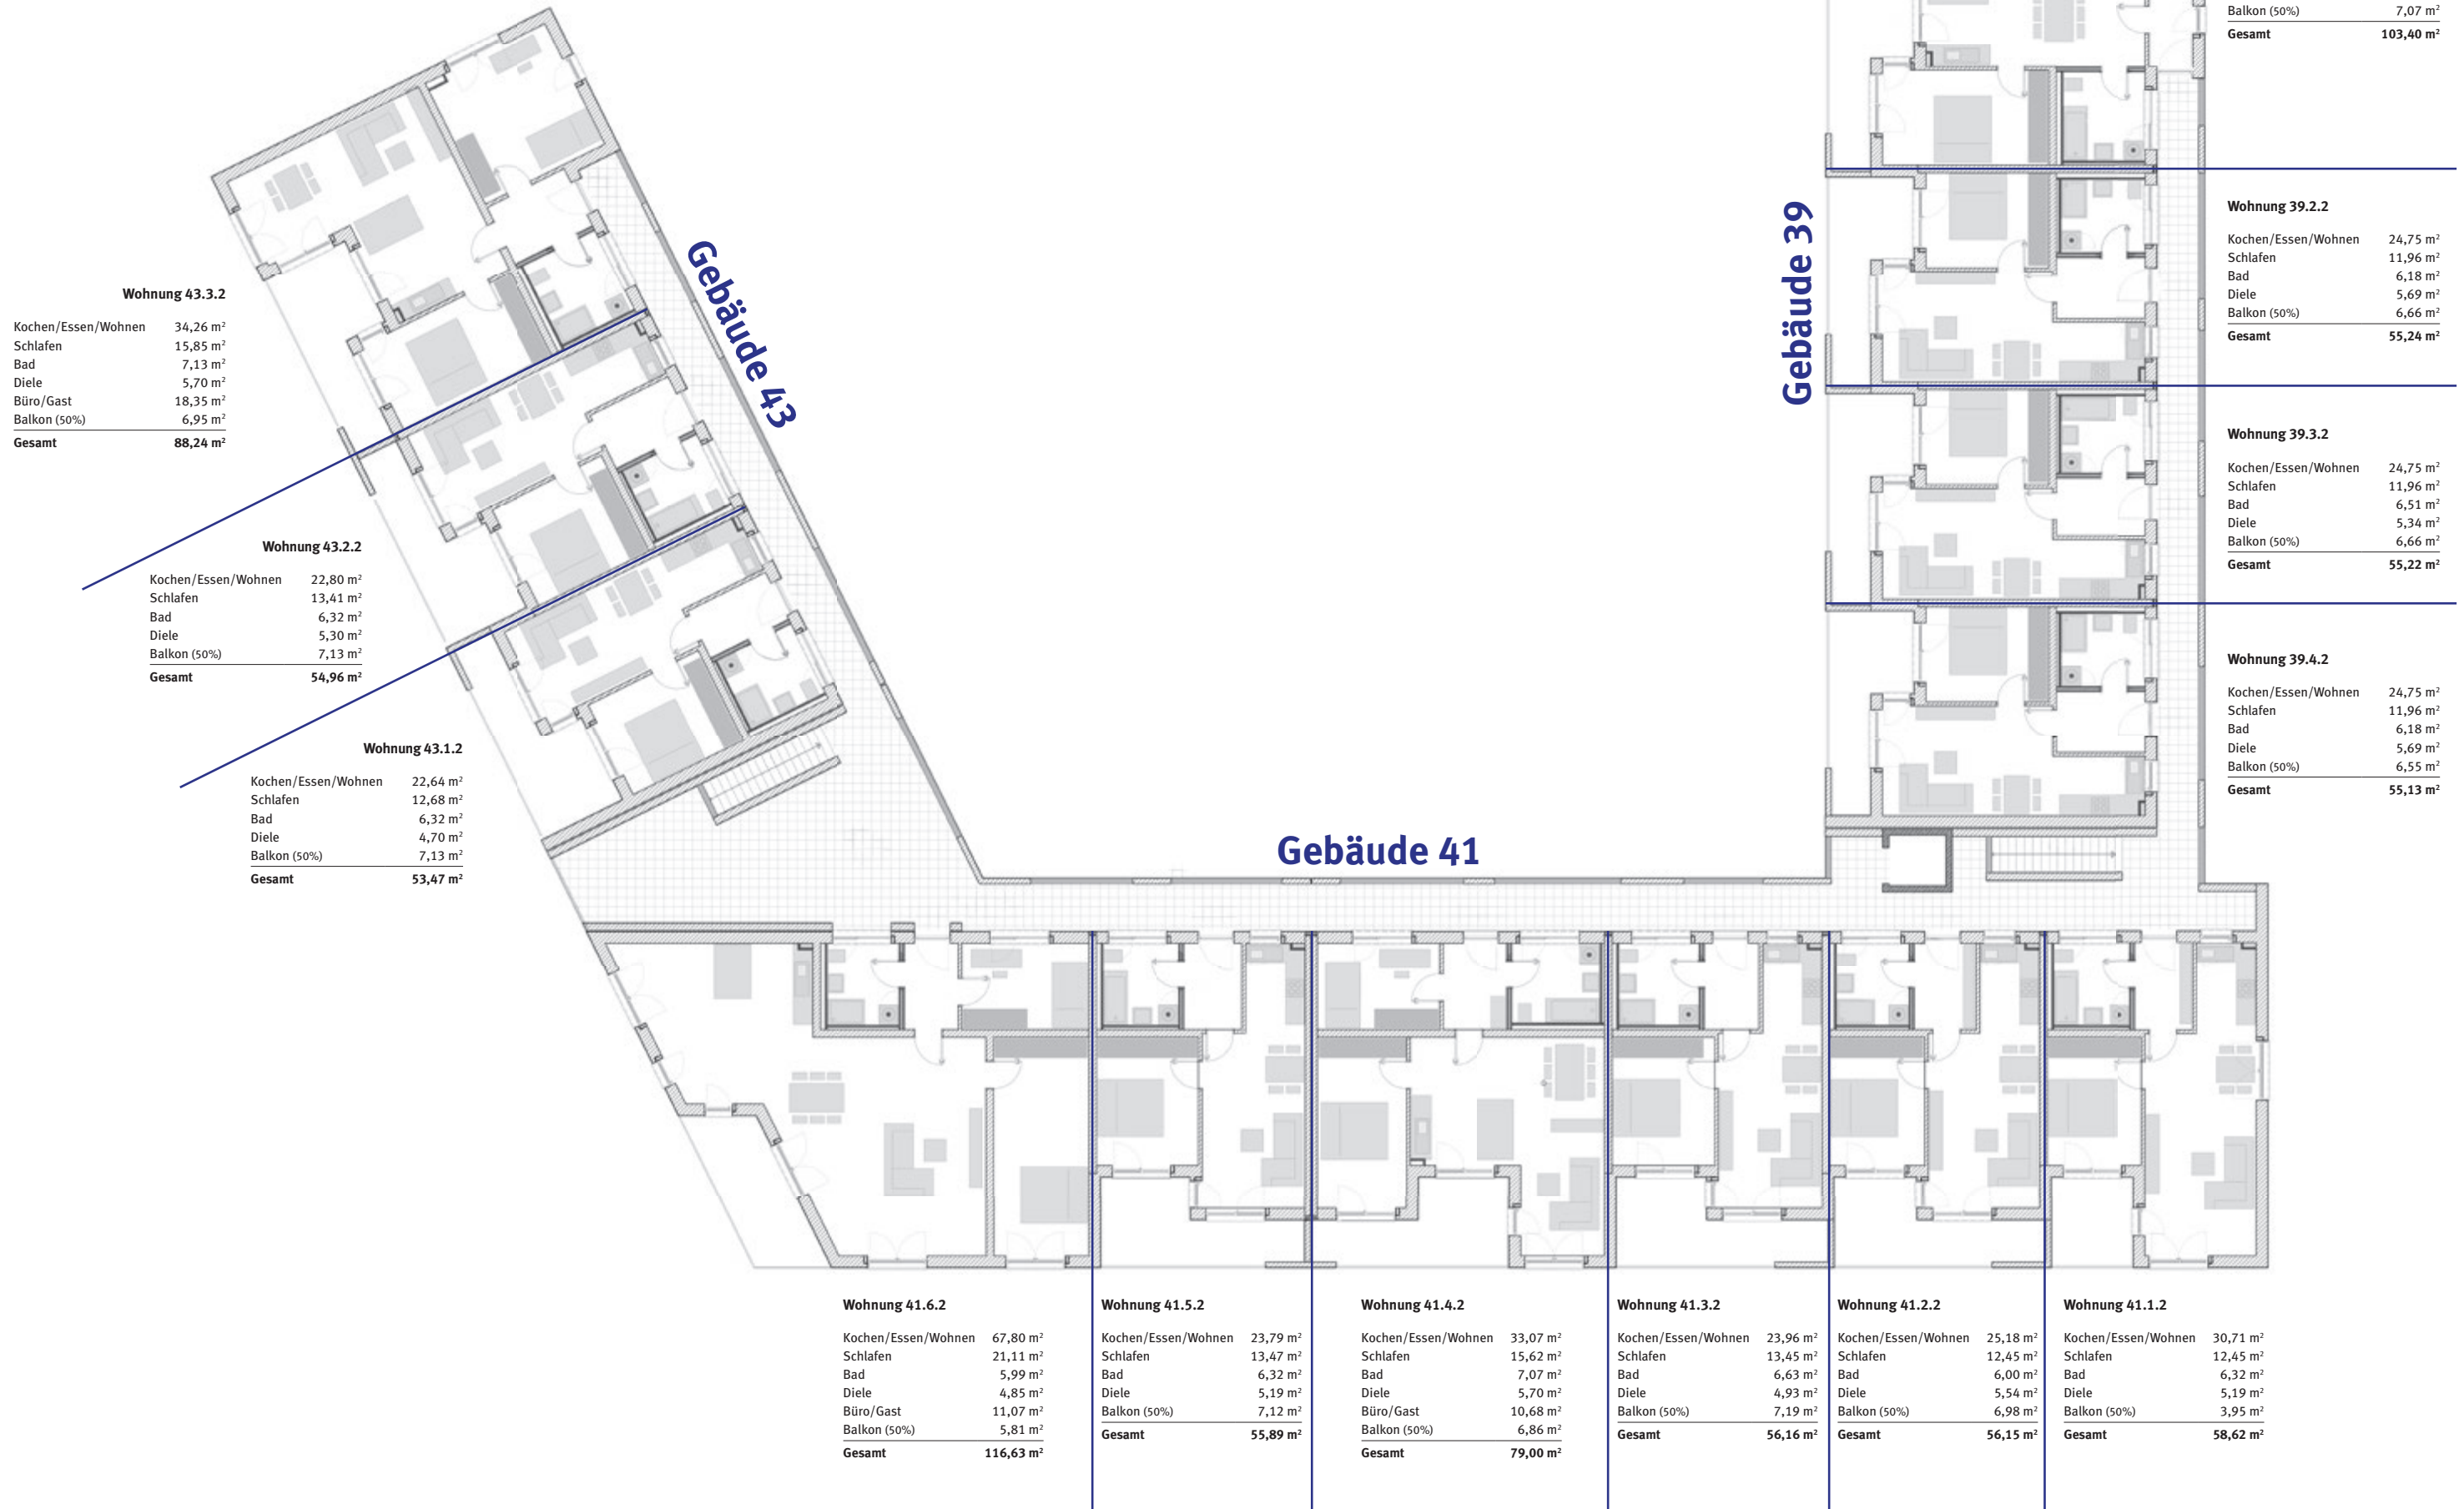 Balkon (50%) 7,07 m²
Gesamt 103,40 m²
Gebäude 43
Gebäude 39
Gebäude 41
Wohnung 43.3.2
Kochen/Essen/Wohnen 34,26 m²
Schlafen 15,85 m²
Bad 7,13 m²
Diele 5,70 m²
Büro/Gast 18,35 m²
Balkon (50%) 6,95 m²
Gesamt 88,24 m²
Wohnung 43.2.2
Kochen/Essen/Wohnen 22,80 m²
Schlafen 13,41 m²
Bad 6,32 m²
Diele 5,30 m²
Balkon (50%) 7,13 m²
Gesamt 54,96 m²
Wohnung 43.1.2
Kochen/Essen/Wohnen 22,64 m²
Schlafen 12,68 m²
Bad 6,32 m²
Diele 4,70 m²
Balkon (50%) 7,13 m²
Gesamt 53,47 m²
Wohnung 39.2.2
Kochen/Essen/Wohnen 24,75 m²
Schlafen 11,96 m²
Bad 6,18 m²
Diele 5,69 m²
Balkon (50%) 6,66 m²
Gesamt 55,24 m²
Wohnung 39.3.2
Kochen/Essen/Wohnen 24,75 m²
Schlafen 11,96 m²
Bad 6,51 m²
Diele 5,34 m²
Balkon (50%) 6,66 m²
Gesamt 55,22 m²
Wohnung 39.4.2
Kochen/Essen/Wohnen 24,75 m²
Schlafen 11,96 m²
Bad 6,18 m²
Diele 5,69 m²
Balkon (50%) 6,55 m²
Gesamt 55,13 m²
Wohnung 41.6.2
Kochen/Essen/Wohnen 67,80 m²
Schlafen 21,11 m²
Bad 5,99 m²
Diele 4,85 m²
Büro/Gast 11,07 m²
Balkon (50%) 5,81 m²
Gesamt 116,63 m²
Wohnung 41.5.2
Kochen/Essen/Wohnen 23,79 m²
Schlafen 13,47 m²
Bad 6,32 m²
Diele 5,19 m²
Balkon (50%) 7,12 m²
Gesamt 55,89 m²
Wohnung 41.4.2
Kochen/Essen/Wohnen 33,07 m²
Schlafen 15,62 m²
Bad 7,07 m²
Diele 5,70 m²
Büro/Gast 10,68 m²
Balkon (50%) 6,86 m²
Gesamt 79,00 m²
Wohnung 41.3.2
Kochen/Essen/Wohnen 23,96 m²
Schlafen 13,45 m²
Bad 6,63 m²
Diele 4,93 m²
Balkon (50%) 7,19 m²
Gesamt 56,16 m²
Wohnung 41.2.2
Kochen/Essen/Wohnen 25,18 m²
Schlafen 12,45 m²
Bad 6,00 m²
Diele 5,54 m²
Balkon (50%) 6,98 m²
Gesamt 56,15 m²
Wohnung 41.1.2
Kochen/Essen/Wohnen 30,71 m²
Schlafen 12,45 m²
Bad 6,32 m²
Diele 5,19 m²
Balkon (50%) 3,95 m²
Gesamt 58,62 m²